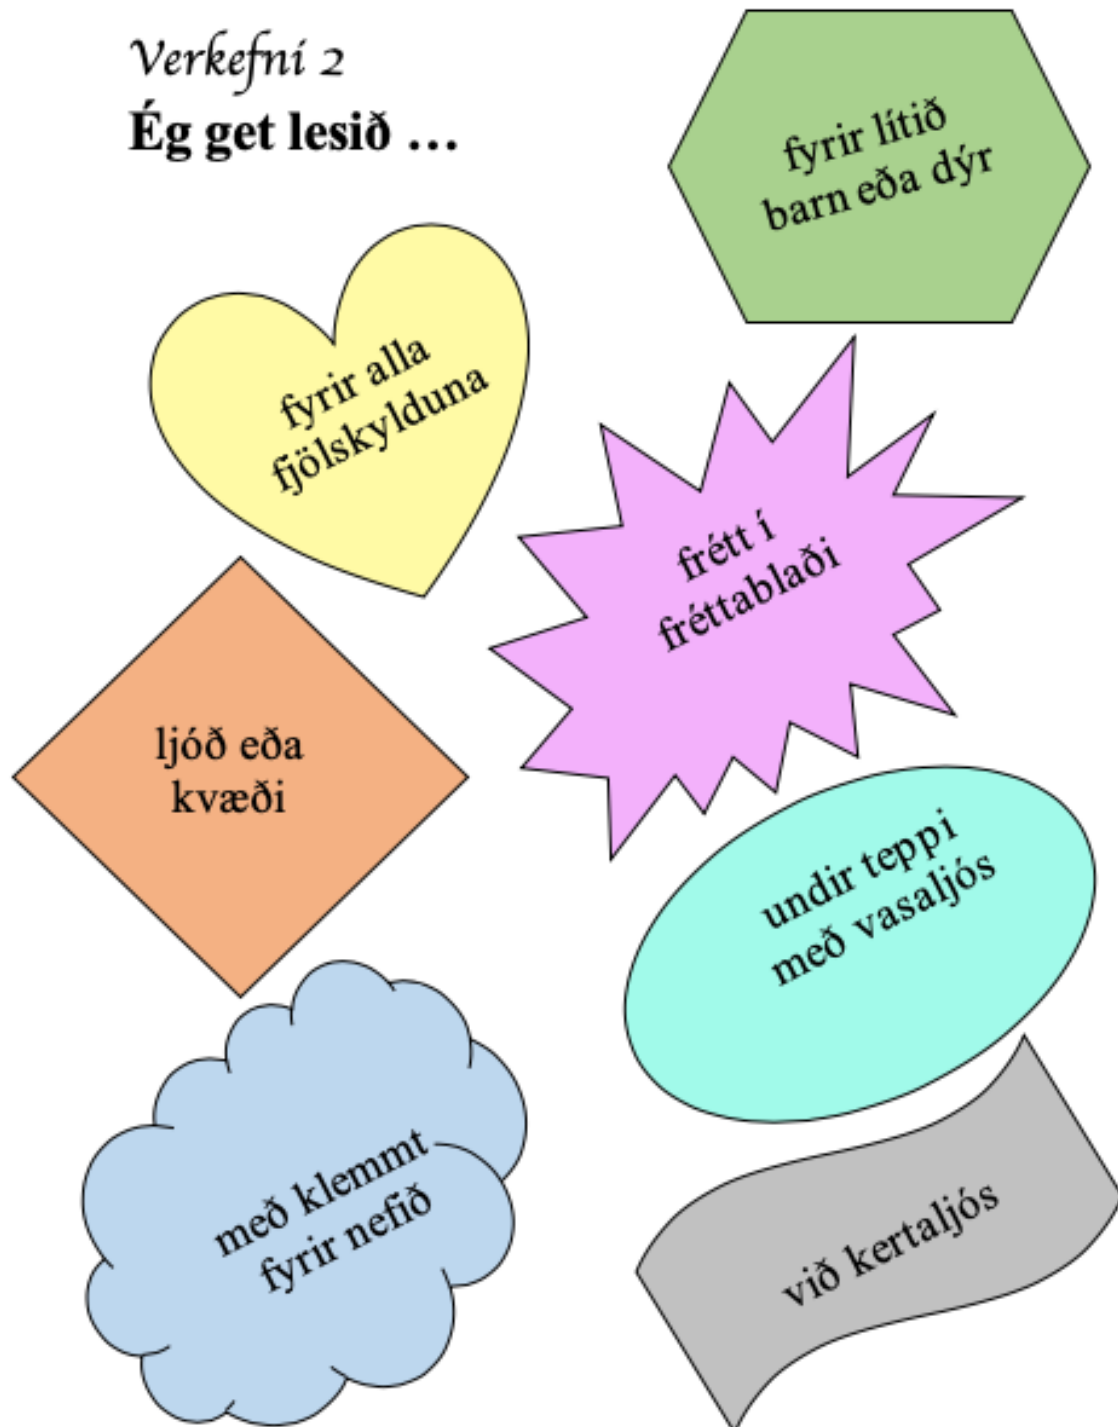 Verkefni 2
Ég get lesið …
fyrir lítið
barn eða dýr
fyrir alla
fjölskylduna
frétt í
fréttablaði
ljóð eða
kvæði
undir teppi
með vasaljós
með klemmt
fyrir nefið
við kertaljós